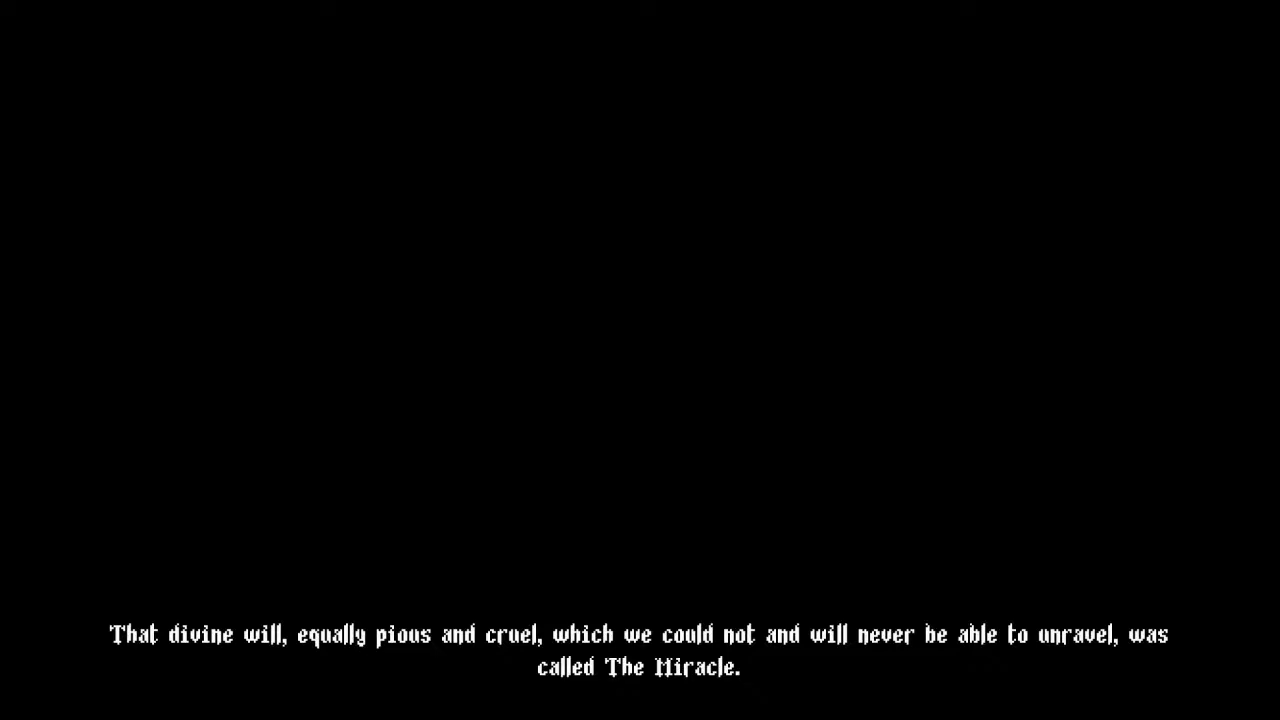 That divine will, equally pious and cruel, which we could not and will never be able to unravel, was
called The Miracle.